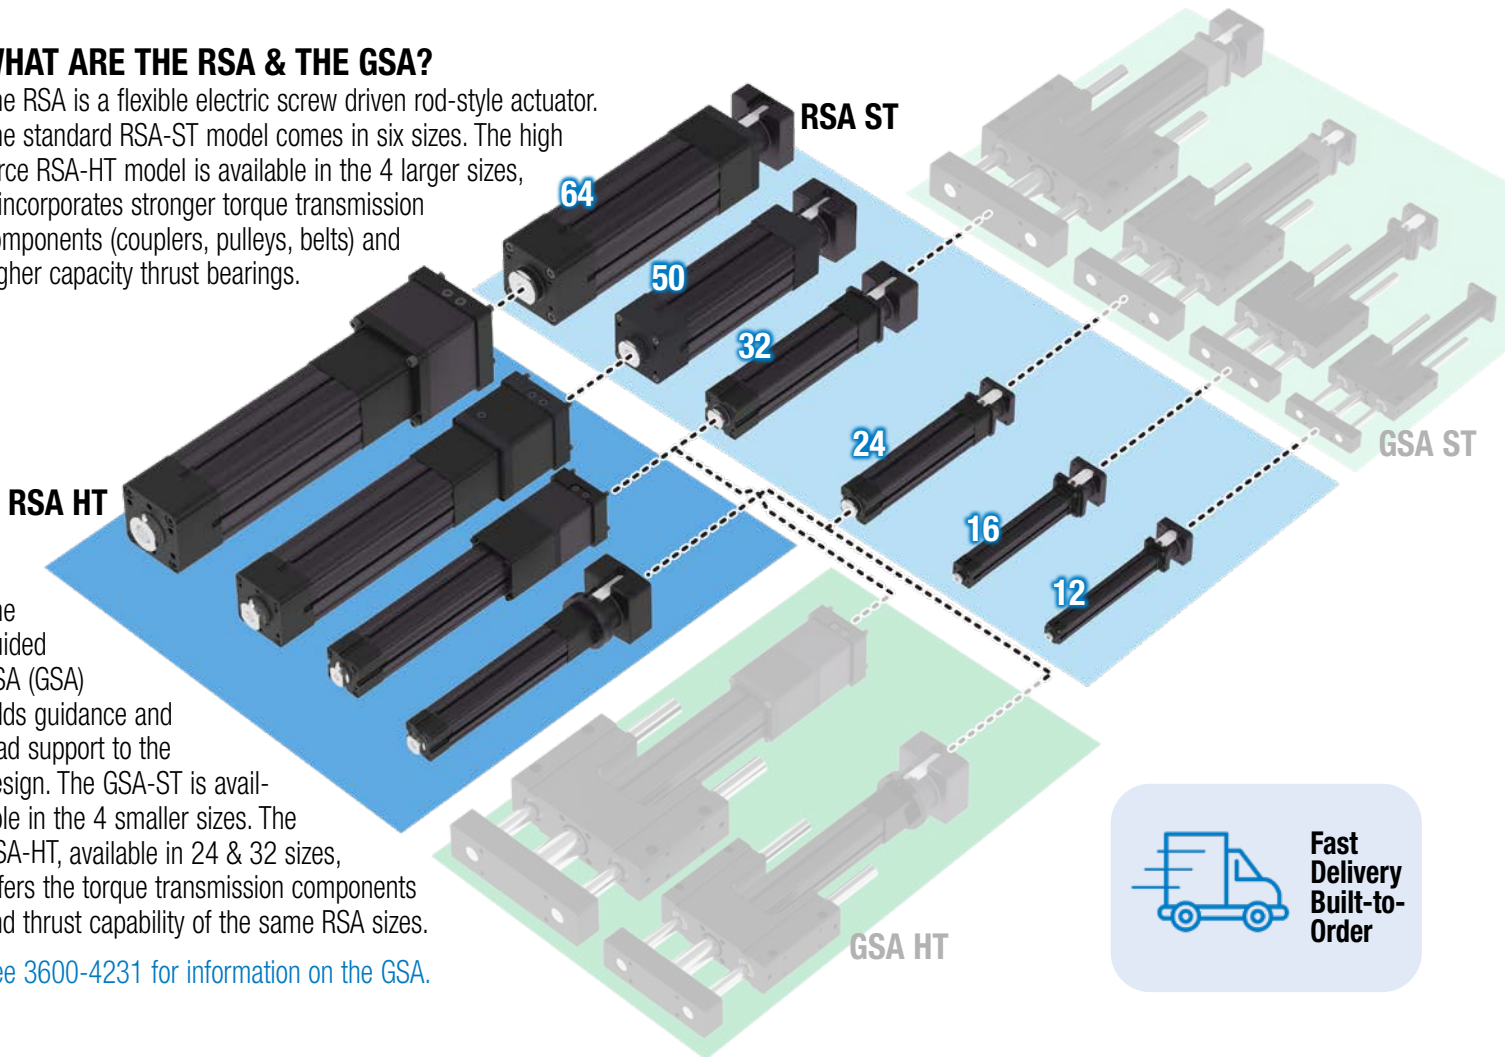 WHAT ARE THE RSA & THE GSA?
he RSA is a flexible electric screw driven rod-style actuator.
he standard RSA-ST model comes in six sizes. The high
rce RSA-HT model is available in the 4 larger sizes,
incorporates stronger torque transmission
omponents (couplers, pulleys, belts) and
gher capacity thrust bearings.
RSA ST
64
50
32
24
16
12
GSA ST
RSA HT
he
uided
SA (GSA)
lds guidance and
ad support to the
esign. The GSA-ST is avail-
ble in the 4 smaller sizes. The
SA-HT, available in 24 & 32 sizes,
fers the torque transmission components
nd thrust capability of the same RSA sizes.
ee 3600-4231 for information on the GSA.
GSA HT
Fast
Delivery
Built-to-
Order